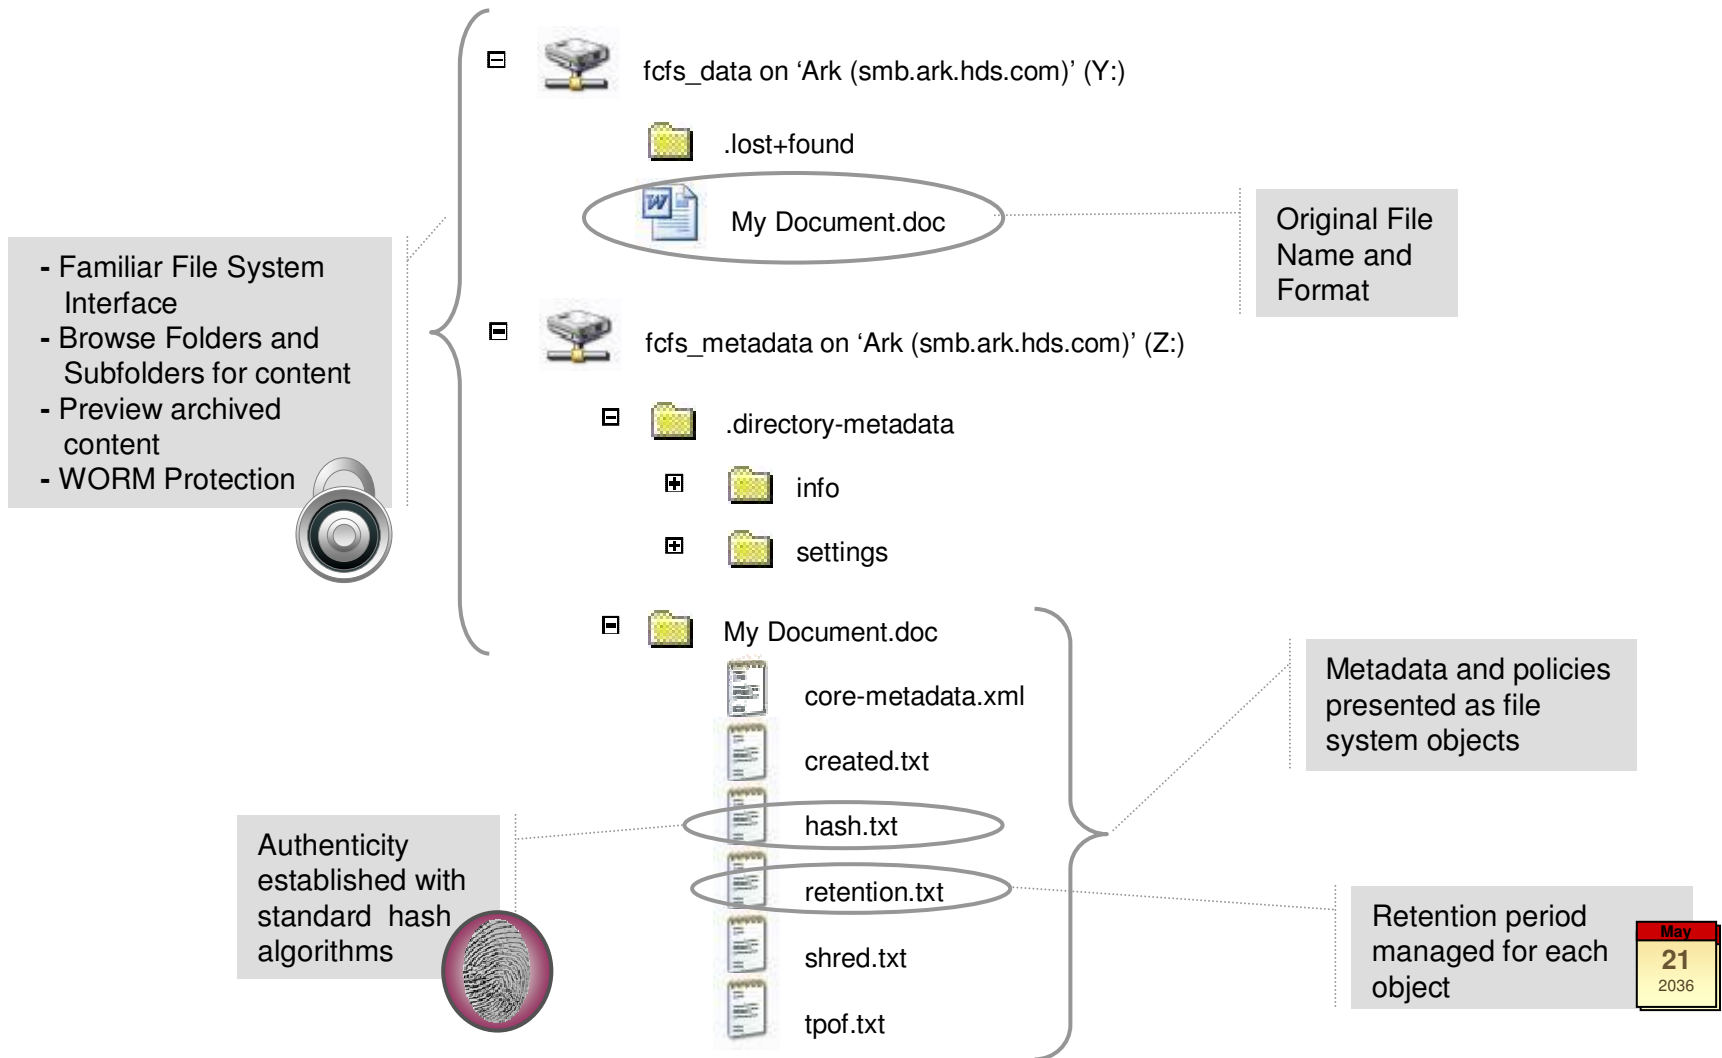 fcfs_data on ‘Ark (smb.ark.hds.com)’ (Y:)
.lost+found
W
My Document.doc
Original File
Name and
Format
- Familiar File System
Interface
- Browse Folders and
Subfolders for content
- Preview archived
content
- WORM Protection
fcfs_metadata on ‘Ark (smb.ark.hds.com)’ (Z:)
.directory-metadata
info
settings
My Document.doc
core-metadata.xml
created.txt
hash.txt
retention.txt
shred.txt
tpof.txt
Metadata and policies
presented as file
system objects
Authenticity
established with
standard hash
algorithms
Retention period
managed for each
object
May
21
2036